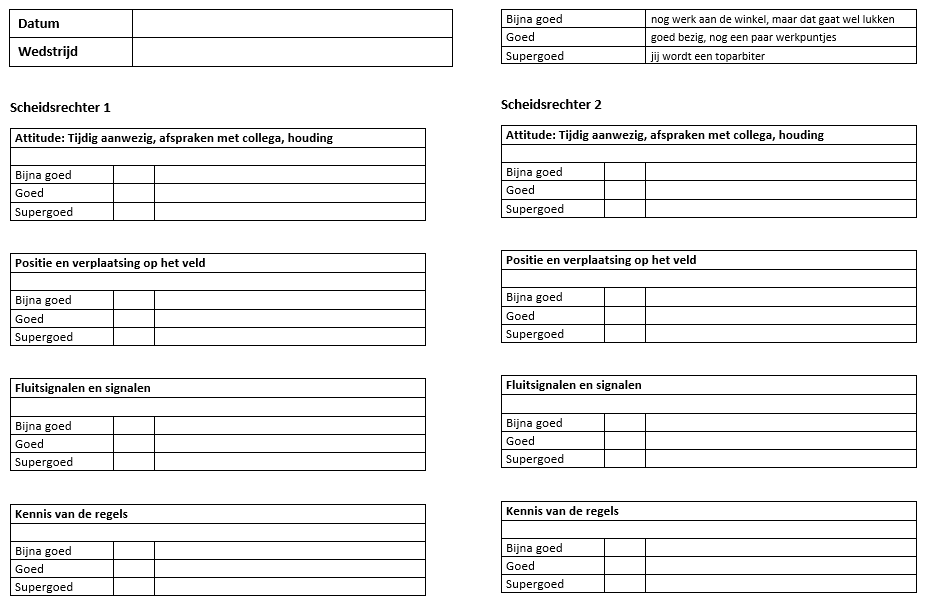 Datum
Wedstrijd
Bijna goed nog werk aan de winkel, maar dat gaat wel lukken
Goed goed bezig, nog een paar werkpuntjes
Supergoed jij wordt een toparbiter
Scheidsrechter 1
Attitude: Tijdig aanwezig, afspraken met collega, houding
Bijna goed
Goed
Supergoed
Positie en verplaatsing op het veld
Bijna goed
Goed
Supergoed
Fluitsignalen en signalen
Bijna goed
Goed
Supergoed
Kennis van de regels
Bijna goed
Goed
Supergoed
Scheidsrechter 2
Attitude: Tijdig aanwezig, afspraken met collega, houding
Bijna goed
Goed
Supergoed
Positie en verplaatsing op het veld
Bijna goed
Goed
Supergoed
Fluitsignalen en signalen
Bijna goed
Goed
Supergoed
Kennis van de regels
Bijna goed
Goed
Supergoed